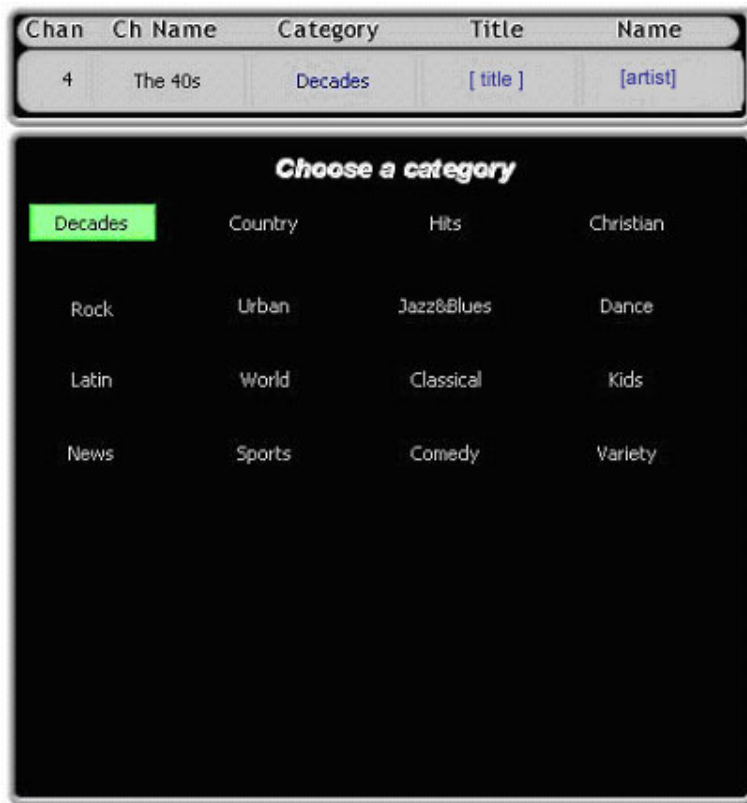 Chan Ch Name Category Title Name
4 The 40s Decades [ title ] [artist]
Choose a category
Decades Country Hits Christian
Rock Urban Jazz&Blues Dance
Latin World Classical Kids
News Sports Comedy Variety